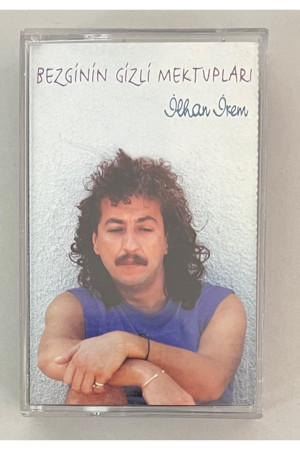 BEZGİNİN GİZLİ MEKTUPLARI
İlhan İrem